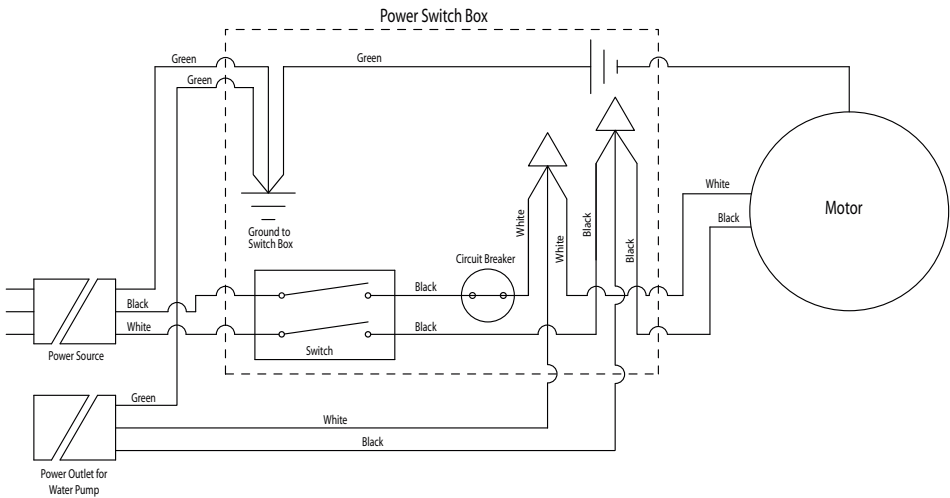 Power Switch Box
Green
Green
Green
White
Black
Motor
White
White
Black
Black
Ground to
Switch Box
Circuit Breaker
Black
Black
White
Black
Switch
Power Source
Green
White
Black
Power Outlet for
Water Pump